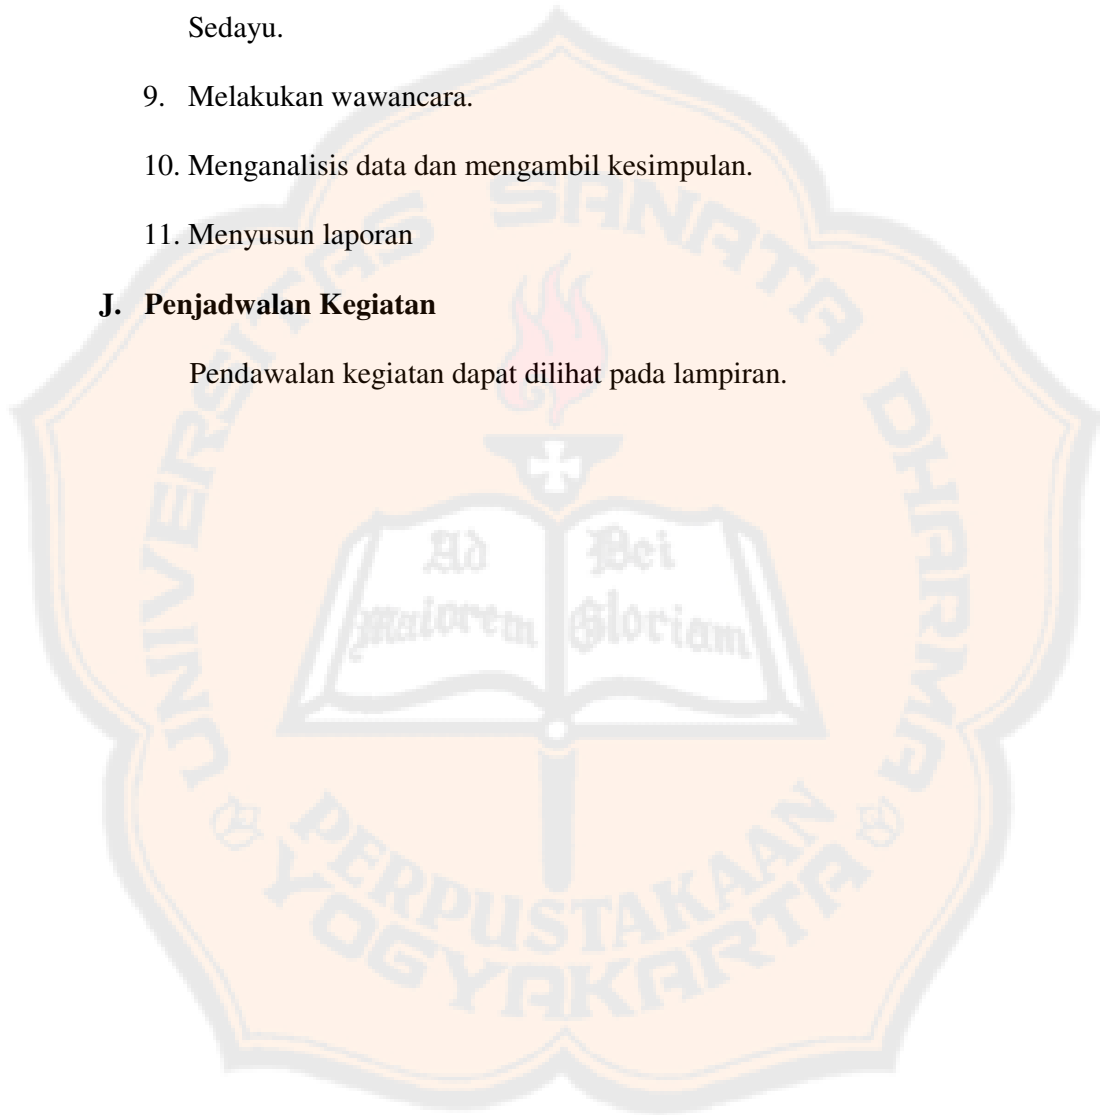 Sedayu.
9. Melakukan wawancara.
10. Menganalisis data dan mengambil kesimpulan.
11. Menyusun laporan
J. Penjadwalan Kegiatan
Pendawalan kegiatan dapat dilihat pada lampiran.
UNIVERSITAS SANATA DHARMA
Ad Dei
maiorem Gloriam
PERPUSTAKAAN
YOGYAKARTA